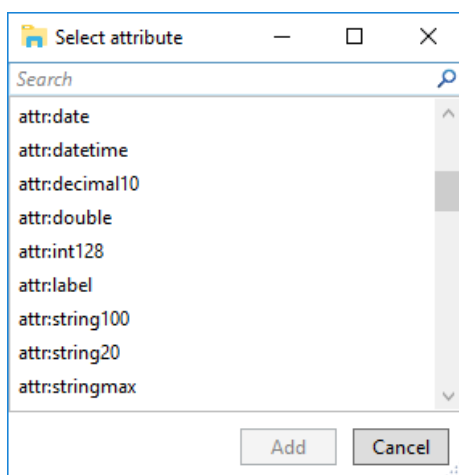 Select attribute
Search
attr:date
attr:datetime
attr:decimal10
attr:double
attr:int128
attr:label
attr:string100
attr:string20
attr:stringmax
Add Cancel